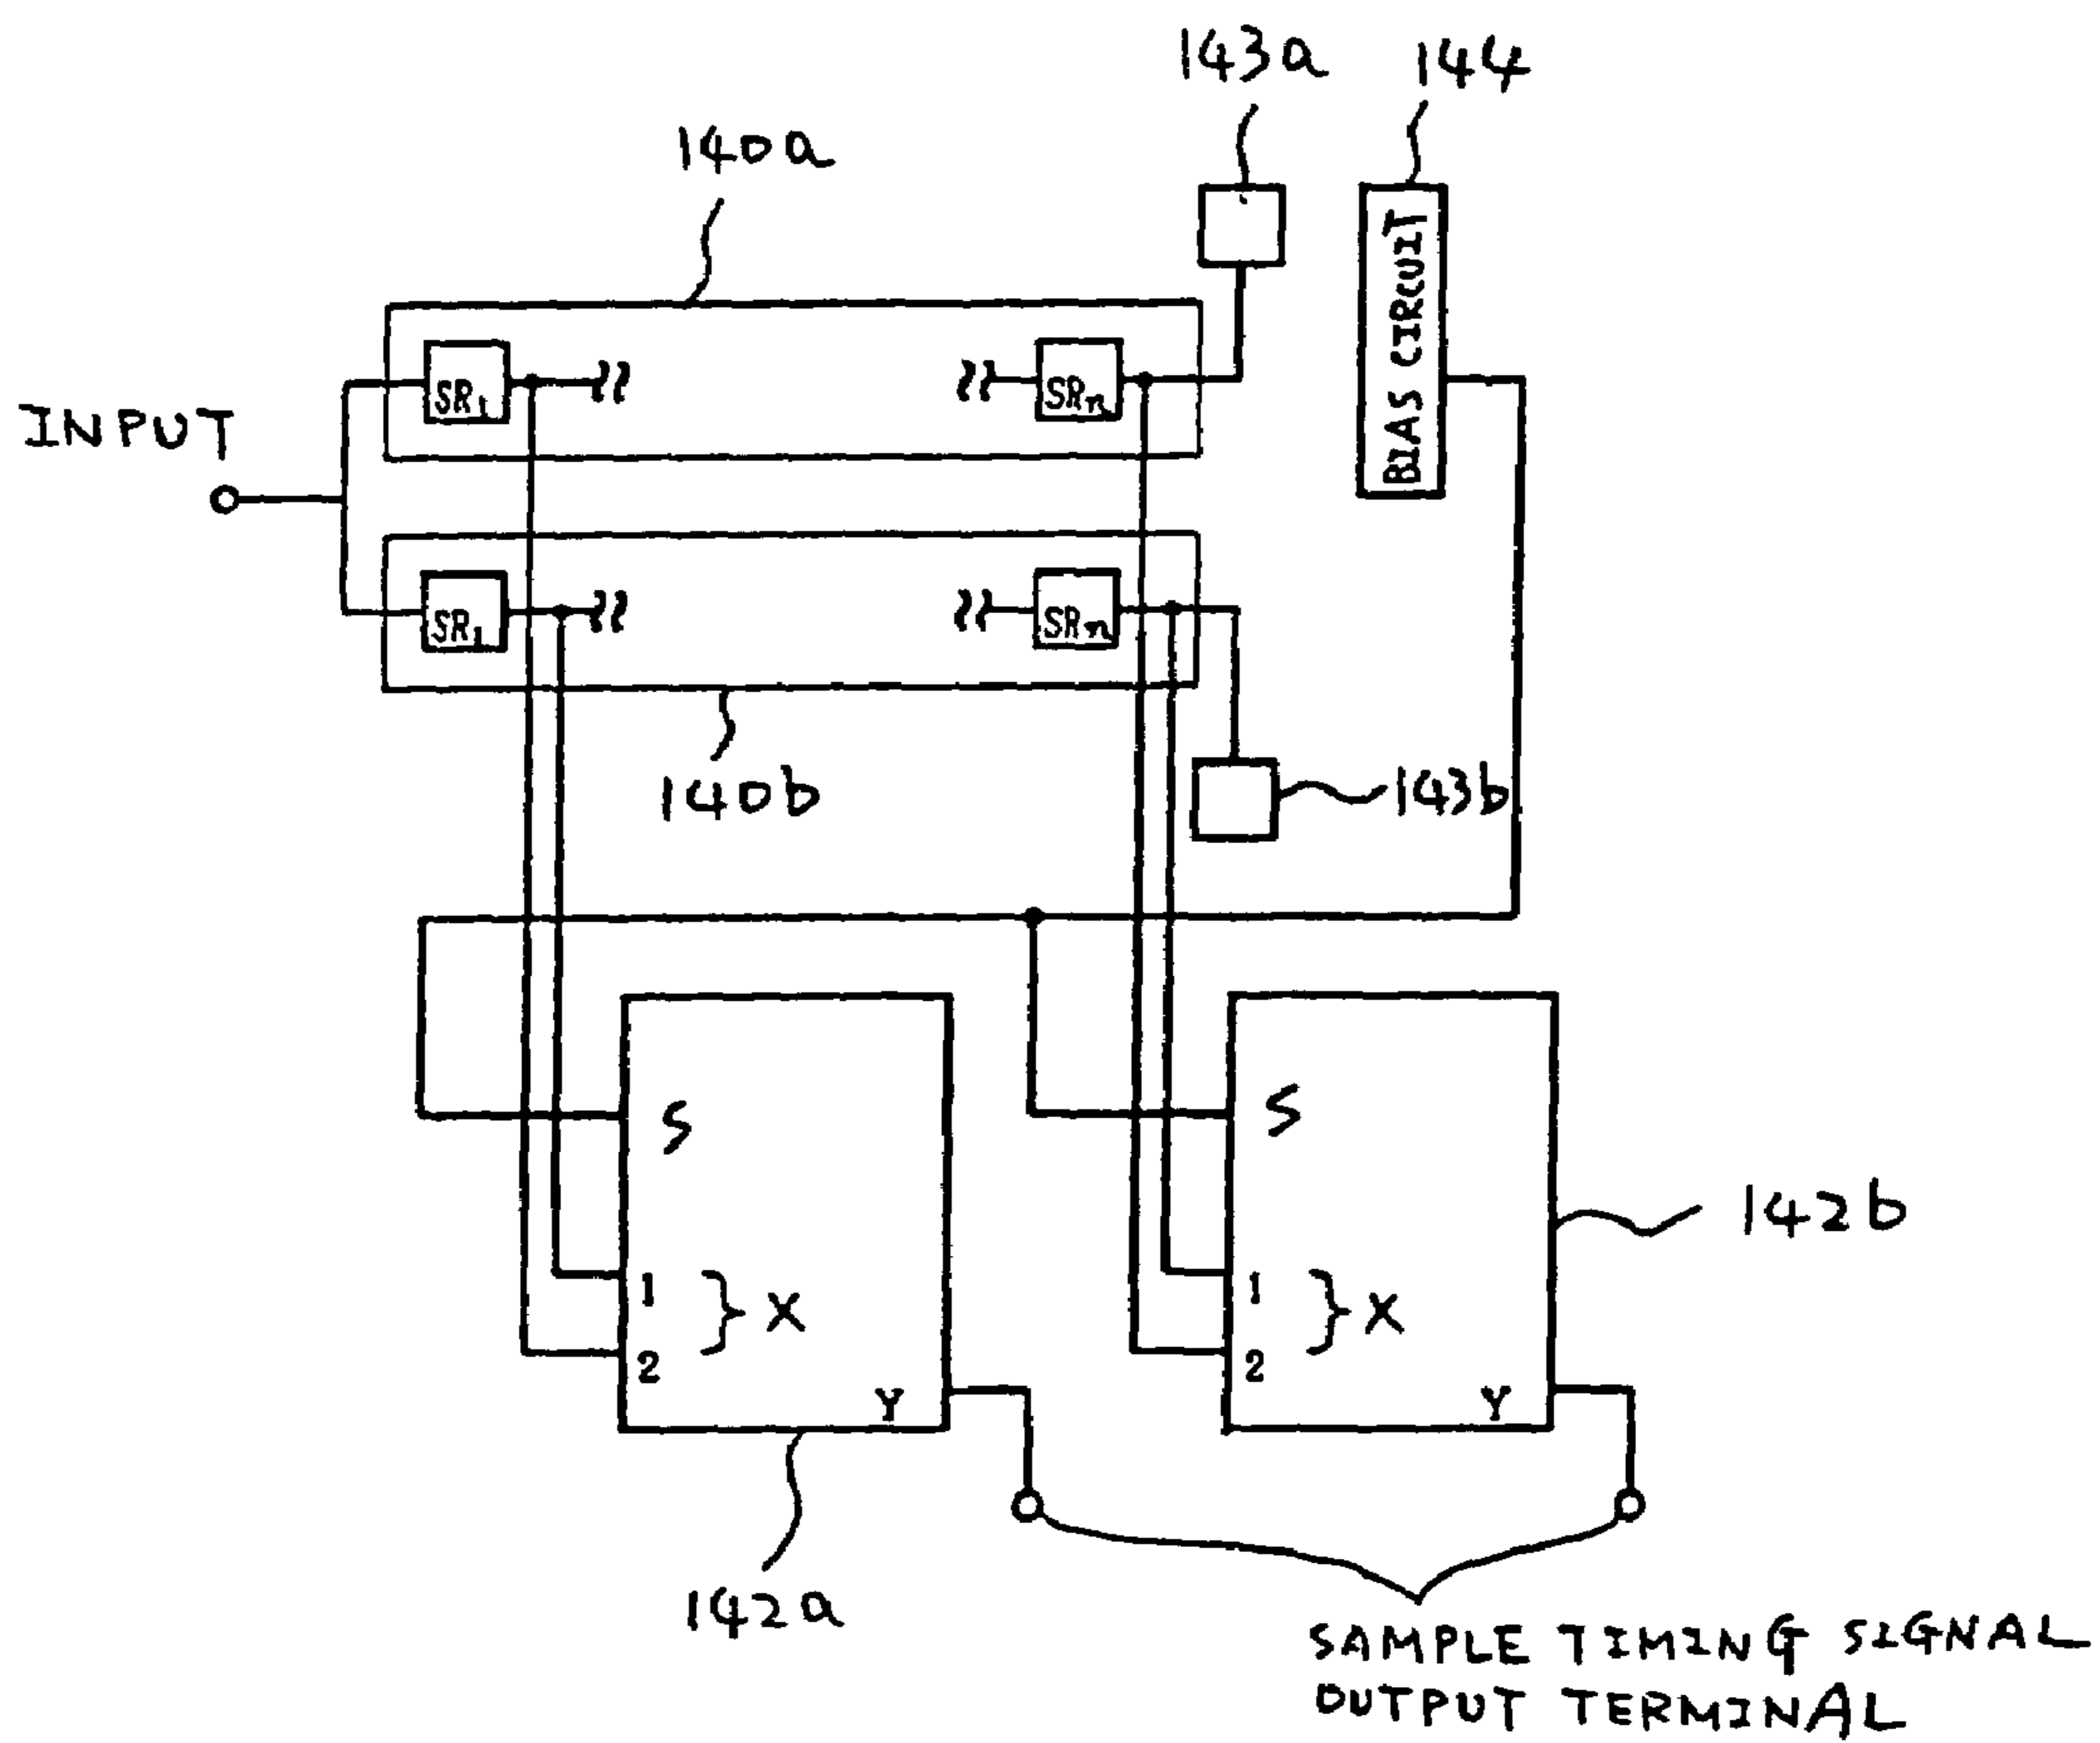 143a
144
140a
BIAS CIRCUIT
SR1
SRn
INPUT
SR1
SRn
140b
143b
S
S
142b
1
X
2
Y
1
X
2
Y
142a
SAMPLE TIMING SIGNAL
OUTPUT TERMINAL